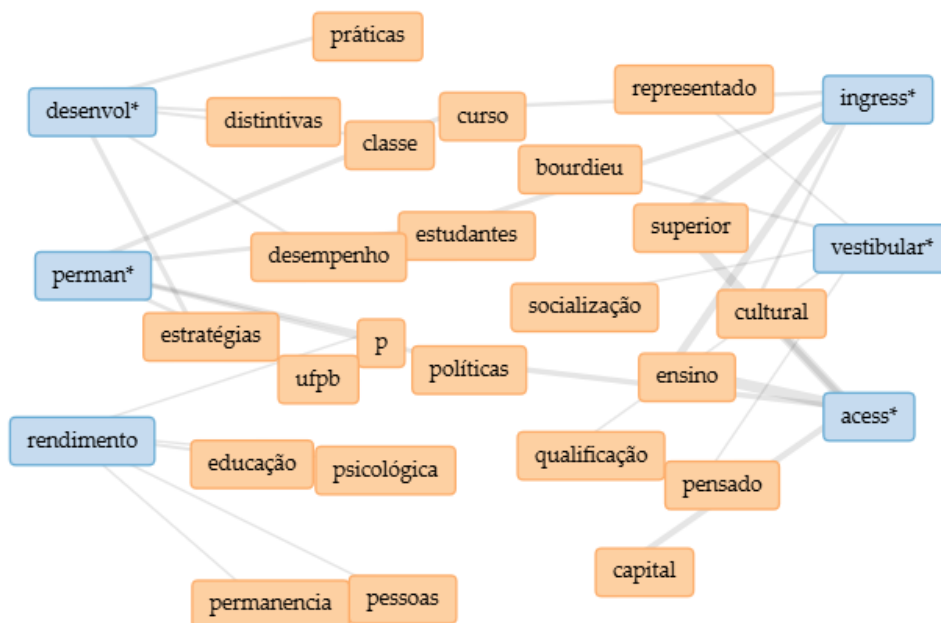 práticas
desenvol*
distintivas
classe
curso
representado
ingress*
bourdieu
superior
vestibular*
estudantes
desempenho
perman*
socialização
cultural
estratégias
p
ufpb
políticas
ensino
acess*
rendimento
educação
psicológica
qualificação
pensado
capital
permanencia
pessoas